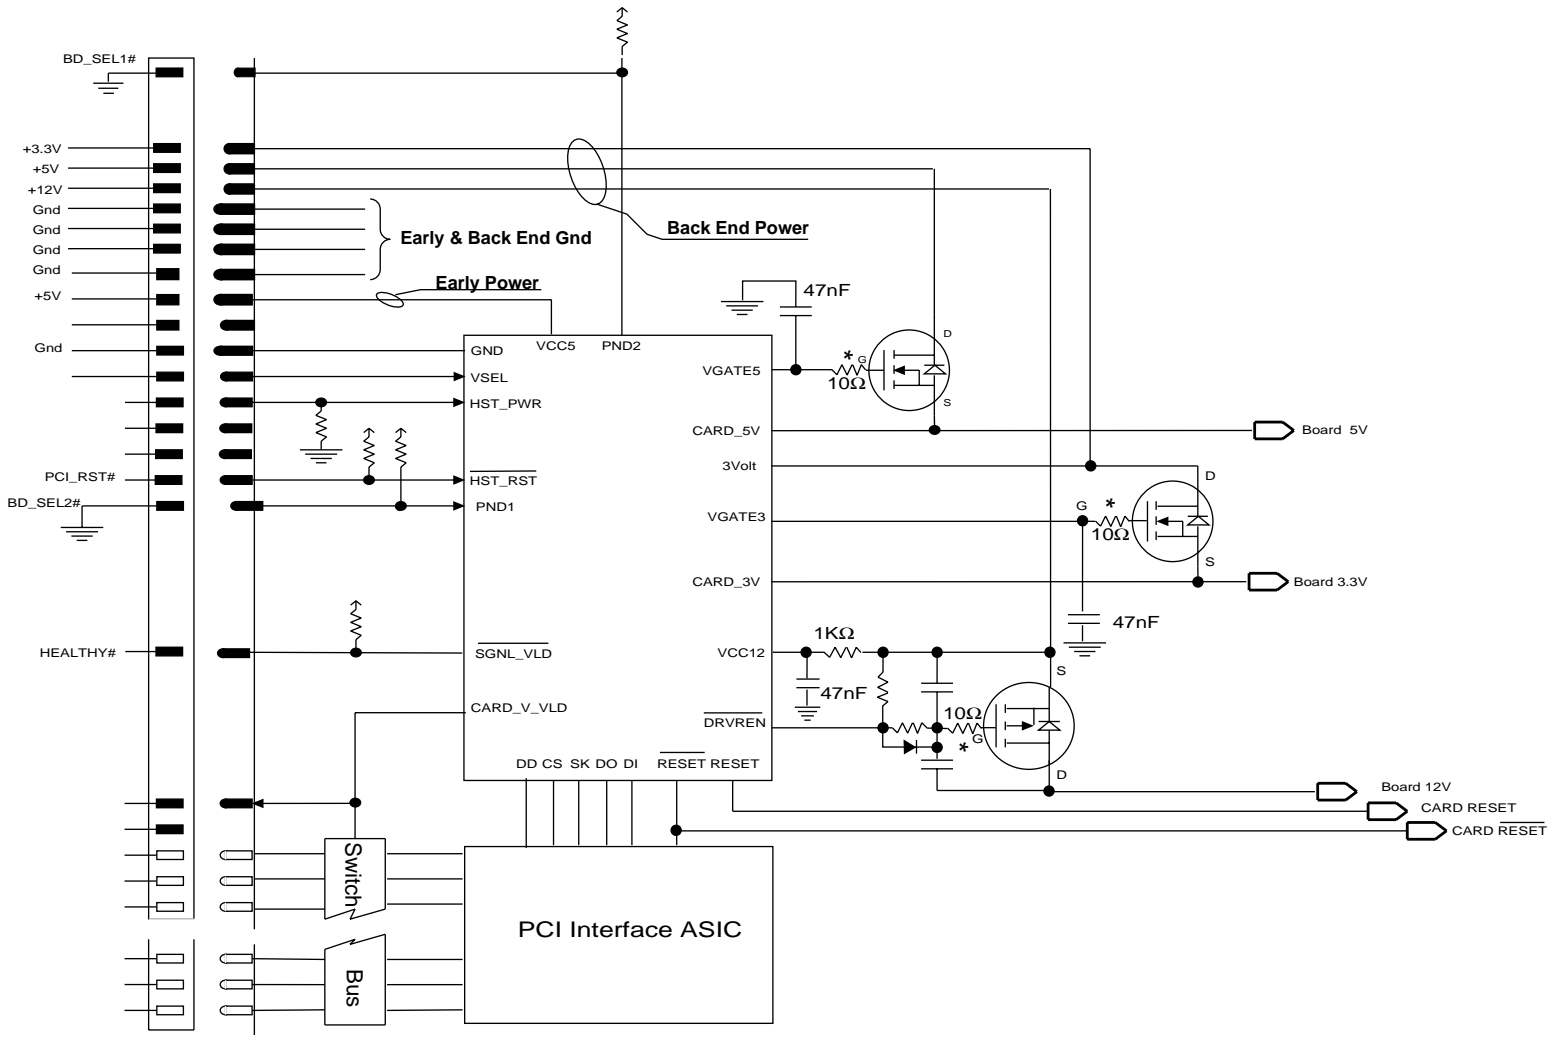 BD_SEL1#
+3.3V
+5V
+12V
Gnd
Gnd
Gnd
Gnd
+5V
Gnd
PCI_RST#
BD_SEL2#
HEALTHY#
Early & Back End Gnd
Back End Power
Early Power
VCC5
PND2
GND
VSEL
HST_PWR
HST_RST
PND1
SGNL_VLD
CARD_V_VLD
VGATE5
CARD_5V
3Volt
VGATE3
CARD_3V
VCC12
DRVREN
DD CS SK DO DI RESET RESET
47nF
*
G
10Ω
D
S
Board 5V
D
G
*
10Ω
S
Board 3.3V
47nF
1KΩ
47nF
S
10Ω
G
*
D
Board 12V
CARD RESET
CARD RESET
Switch
Bus
PCI Interface ASIC